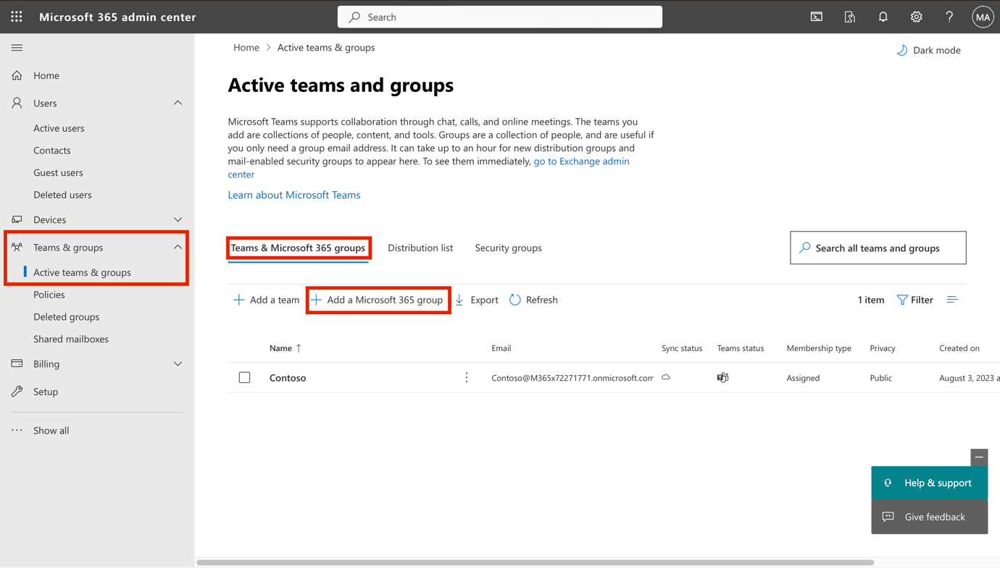 Microsoft 365 admin center
Search
MA
Home
Users
Active users
Contacts
Guest users
Deleted users
Devices
Teams & groups
Active teams & groups
Policies
Deleted groups
Shared mailboxes
Billing
Setup
Show all
Home > Active teams & groups
Dark mode
Active teams and groups
Microsoft Teams supports collaboration through chat, calls, and online meetings. The teams you
add are collections of people, content, and tools. Groups are a collection of people, and are useful if
you only need a group email address. It can take up to an hour for new distribution groups and
mail-enabled security groups to appear here. To see them immediately, go to Exchange admin
center
Learn about Microsoft Teams
Teams & Microsoft 365 groups Distribution list Security groups
Search all teams and groups
Add a team Add a Microsoft 365 group Export Refresh 1 item Filter
Name ↑ Email Sync status Teams status Membership type Privacy Created on
Contoso Contoso@M365x72271771.onmicrosoft.com Assigned Public August 3, 2023 a
Help & support
Give feedback